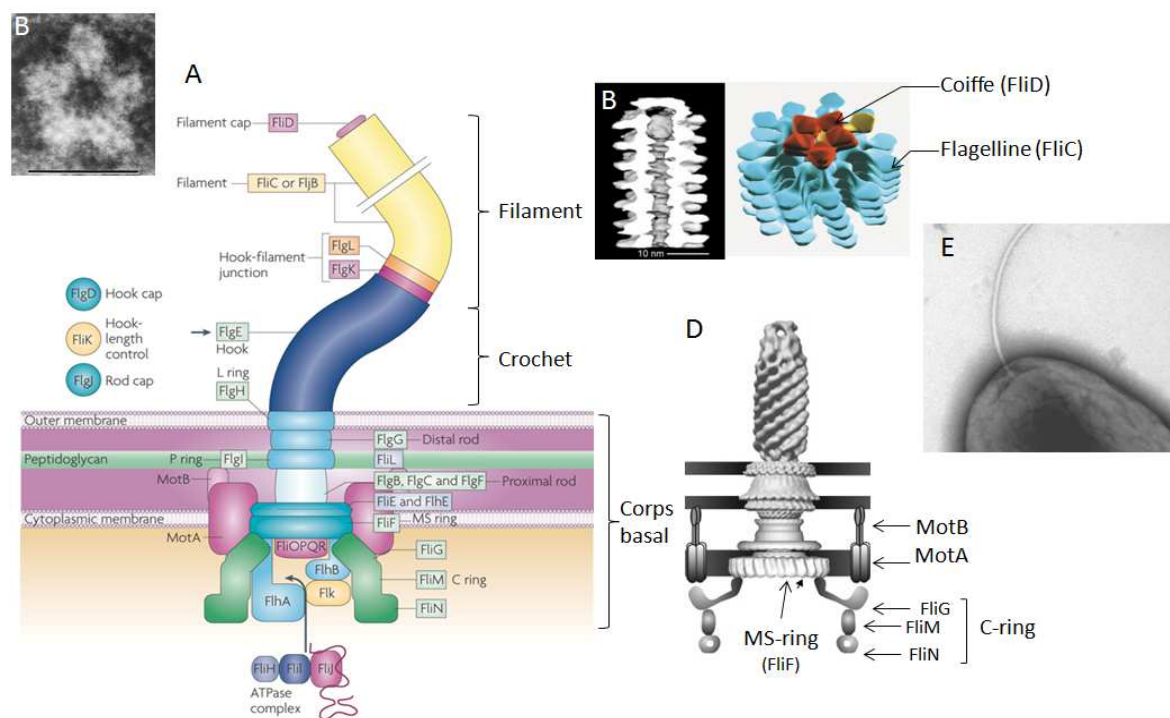 B
A
Filament cap
FliD
Filament
FliC or FljB
Hook-filament
junction
FlgL
FlgK
FlgD
Hook cap
FliK
Hook-
length
control
FlgJ
Rod cap
FlgE
Hook
L ring
FlgH
Filament
Crochet
Outer membrane
FlgG
Distal rod
Peptidoglycan
P ring
FlgI
FliL
MotB
FlgB, FlgC and FlgF
Proximal rod
FliE and FlhE
Cytoplasmic membrane
FliF
MS ring
MotA
FliOPQR
FliG
FlhB
FliM
C ring
Flk
FlhA
FliN
FliH
FliI
FliJ
ATPase
complex
Corps
basal
B
10 nm
Coiffe (FliD)
Flagelline (FliC)
E
D
MotB
MotA
FliG
FliM
FliN
C-ring
MS-ring
(FliF)